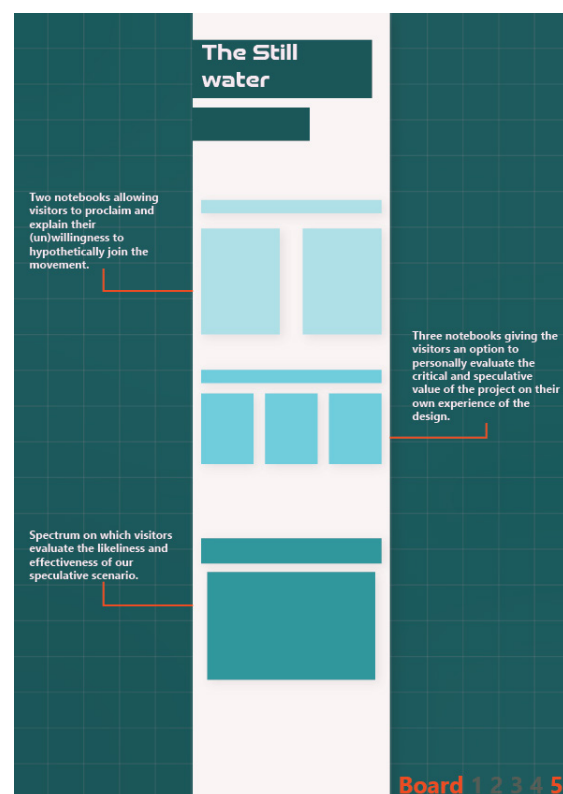 The Still
water
Two notebooks allowing
visitors to proclaim and
explain their
(un)willingness to
hypothetically join the
movement.
Three notebooks giving the
visitors an option to
personally evaluate the
critical and speculative
value of the project on their
own experience of the
design.
Spectrum on which visitors
evaluate the likeliness and
effectiveness of our
speculative scenario.
Board 1 2 3 4 5